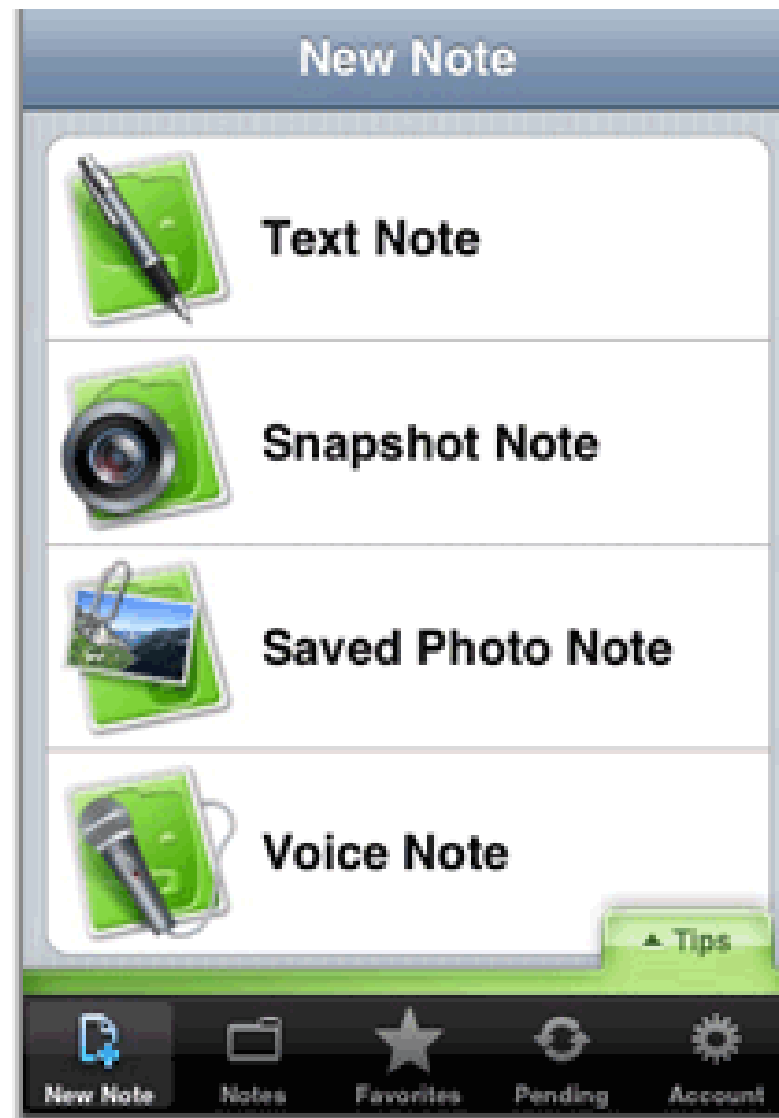 New Note
Text Note
Snapshot Note
Saved Photo Note
Voice Note
Tips
New Note Notes Favorites Pending Account